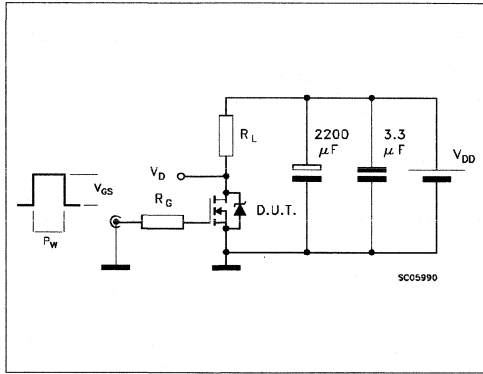 R_L
2200
μF
3.3
μF
V_DD
V_D
V_GS
R_G
D.U.T.
P_W
SC05990